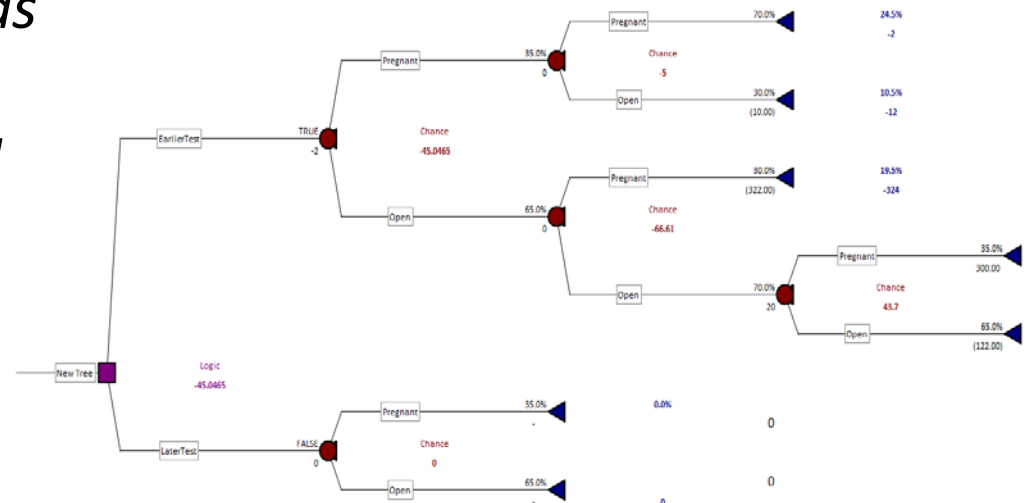 Pregnant
70.0%
24.5%
-2
35.0%
0
Chance
-5
Pregnant
Open
30.0%
(10.00)
10.5%
-12
EarlierTest
TRUE
-2
Chance
-45.0465
Pregnant
30.0%
(322.00)
19.5%
-324
Open
65.0%
0
Chance
-66.61
Pregnant
35.0%
300.00
Open
70.0%
20
Chance
43.7
Open
65.0%
(122.00)
New Tree
Logic
-45.0465
Pregnant
35.0%
-
0.0%
0
LaterTest
FALSE
0
Chance
0
Open
65.0%
0